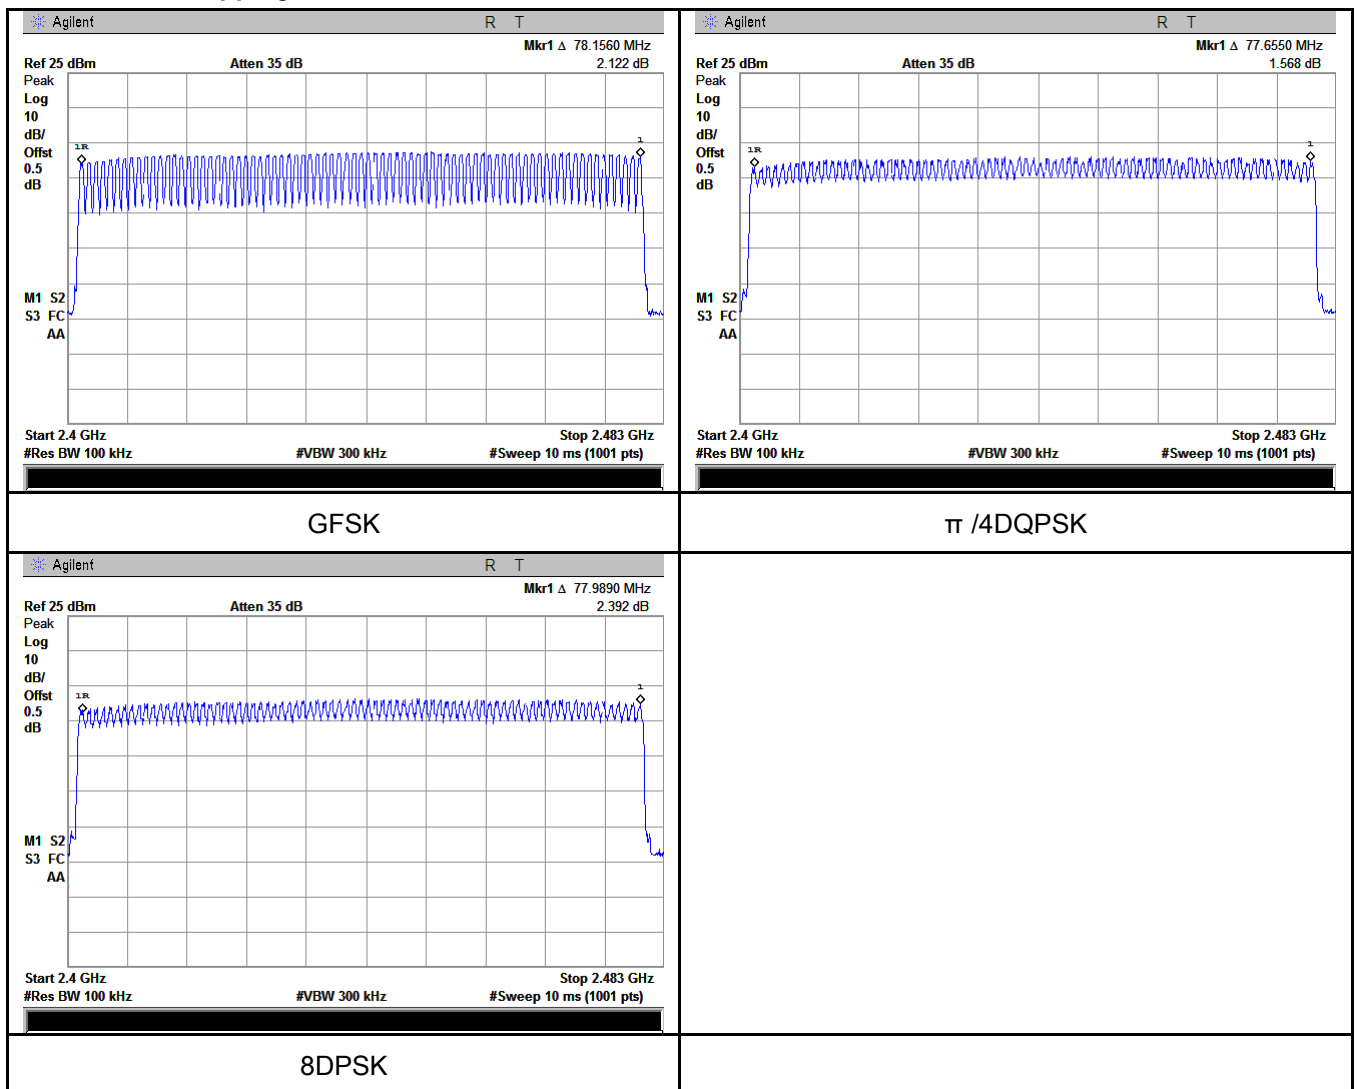 Agilent R T
Mkr1 Δ 78.1560 MHz
Ref 25 dBm Atten 35 dB 2.122 dB
Peak
Log
10
dB/
Offst
0.5
dB
1R
1
M1 S2
S3 FC
AA
Start 2.4 GHz Stop 2.483 GHz
#Res BW 100 kHz #VBW 300 kHz #Sweep 10 ms (1001 pts)
GFSK
Agilent R T
Mkr1 Δ 77.6550 MHz
Ref 25 dBm Atten 35 dB 1.568 dB
Peak
Log
10
dB/
Offst
0.5
dB
1R
1
M1 S2
S3 FC
AA
Start 2.4 GHz Stop 2.483 GHz
#Res BW 100 kHz #VBW 300 kHz #Sweep 10 ms (1001 pts)
π /4DQPSK
Agilent R T
Mkr1 Δ 77.9890 MHz
Ref 25 dBm Atten 35 dB 2.392 dB
Peak
Log
10
dB/
Offst
0.5
dB
1R
1
M1 S2
S3 FC
AA
Start 2.4 GHz Stop 2.483 GHz
#Res BW 100 kHz #VBW 300 kHz #Sweep 10 ms (1001 pts)
8DPSK